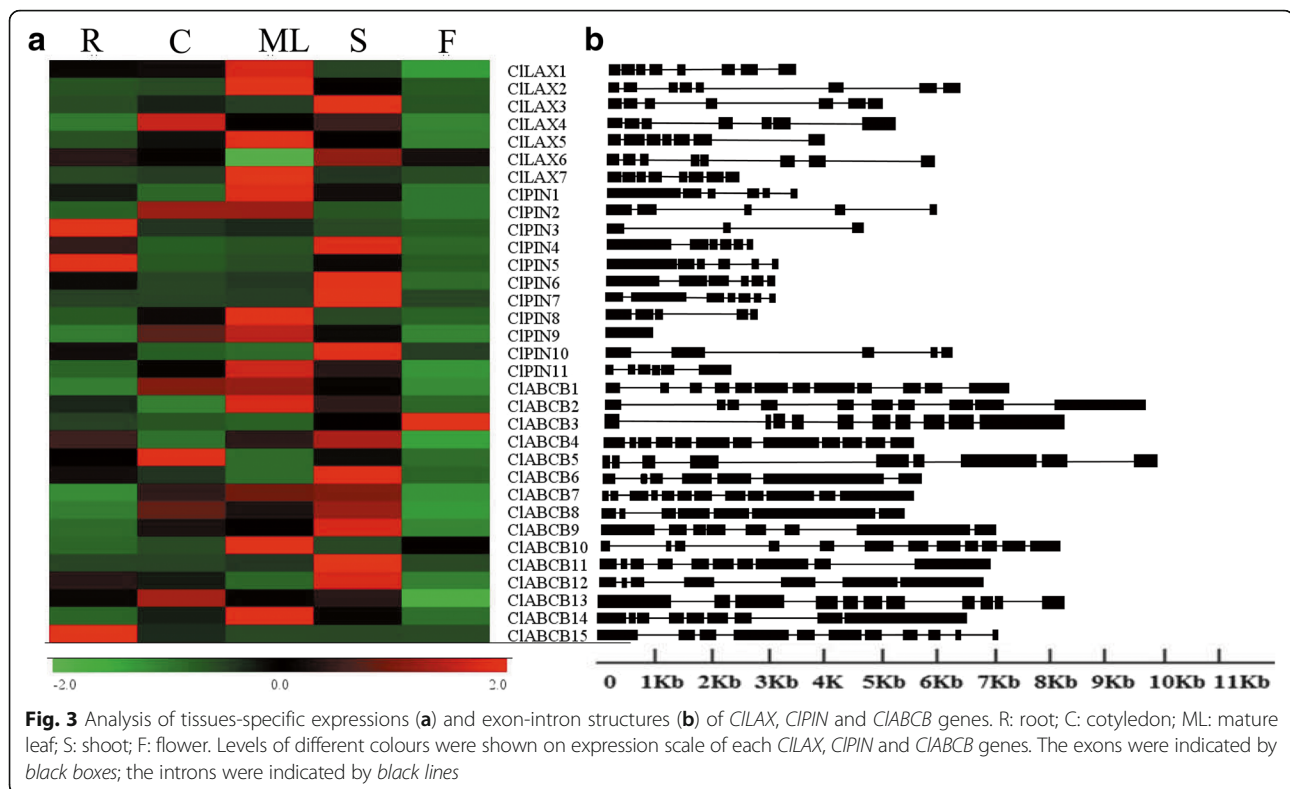 a
R C ML S F
b
ClLAX1
ClLAX2
ClLAX3
ClLAX4
ClLAX5
ClLAX6
ClLAX7
ClPIN1
ClPIN2
ClPIN3
ClPIN4
ClPIN5
ClPIN6
ClPIN7
ClPIN8
ClPIN9
ClPIN10
ClPIN11
ClABCB1
ClABCB2
ClABCB3
ClABCB4
ClABCB5
ClABCB6
ClABCB7
ClABCB8
ClABCB9
ClABCB10
ClABCB11
ClABCB12
ClABCB13
ClABCB14
ClABCB15
-2.0 0.0 2.0
0 1Kb 2Kb 3Kb 4K 5Kb 6Kb 7Kb 8Kb 9Kb 10Kb 11Kb
Fig. 3 Analysis of tissues-specific expressions (a) and exon-intron structures (b) of ClLAX, ClPIN and ClABCB genes. R: root; C: cotyledon; ML: mature
leaf; S: shoot; F: flower. Levels of different colours were shown on expression scale of each ClLAX, ClPIN and ClABCB genes. The exons were indicated by
black boxes; the introns were indicated by black lines